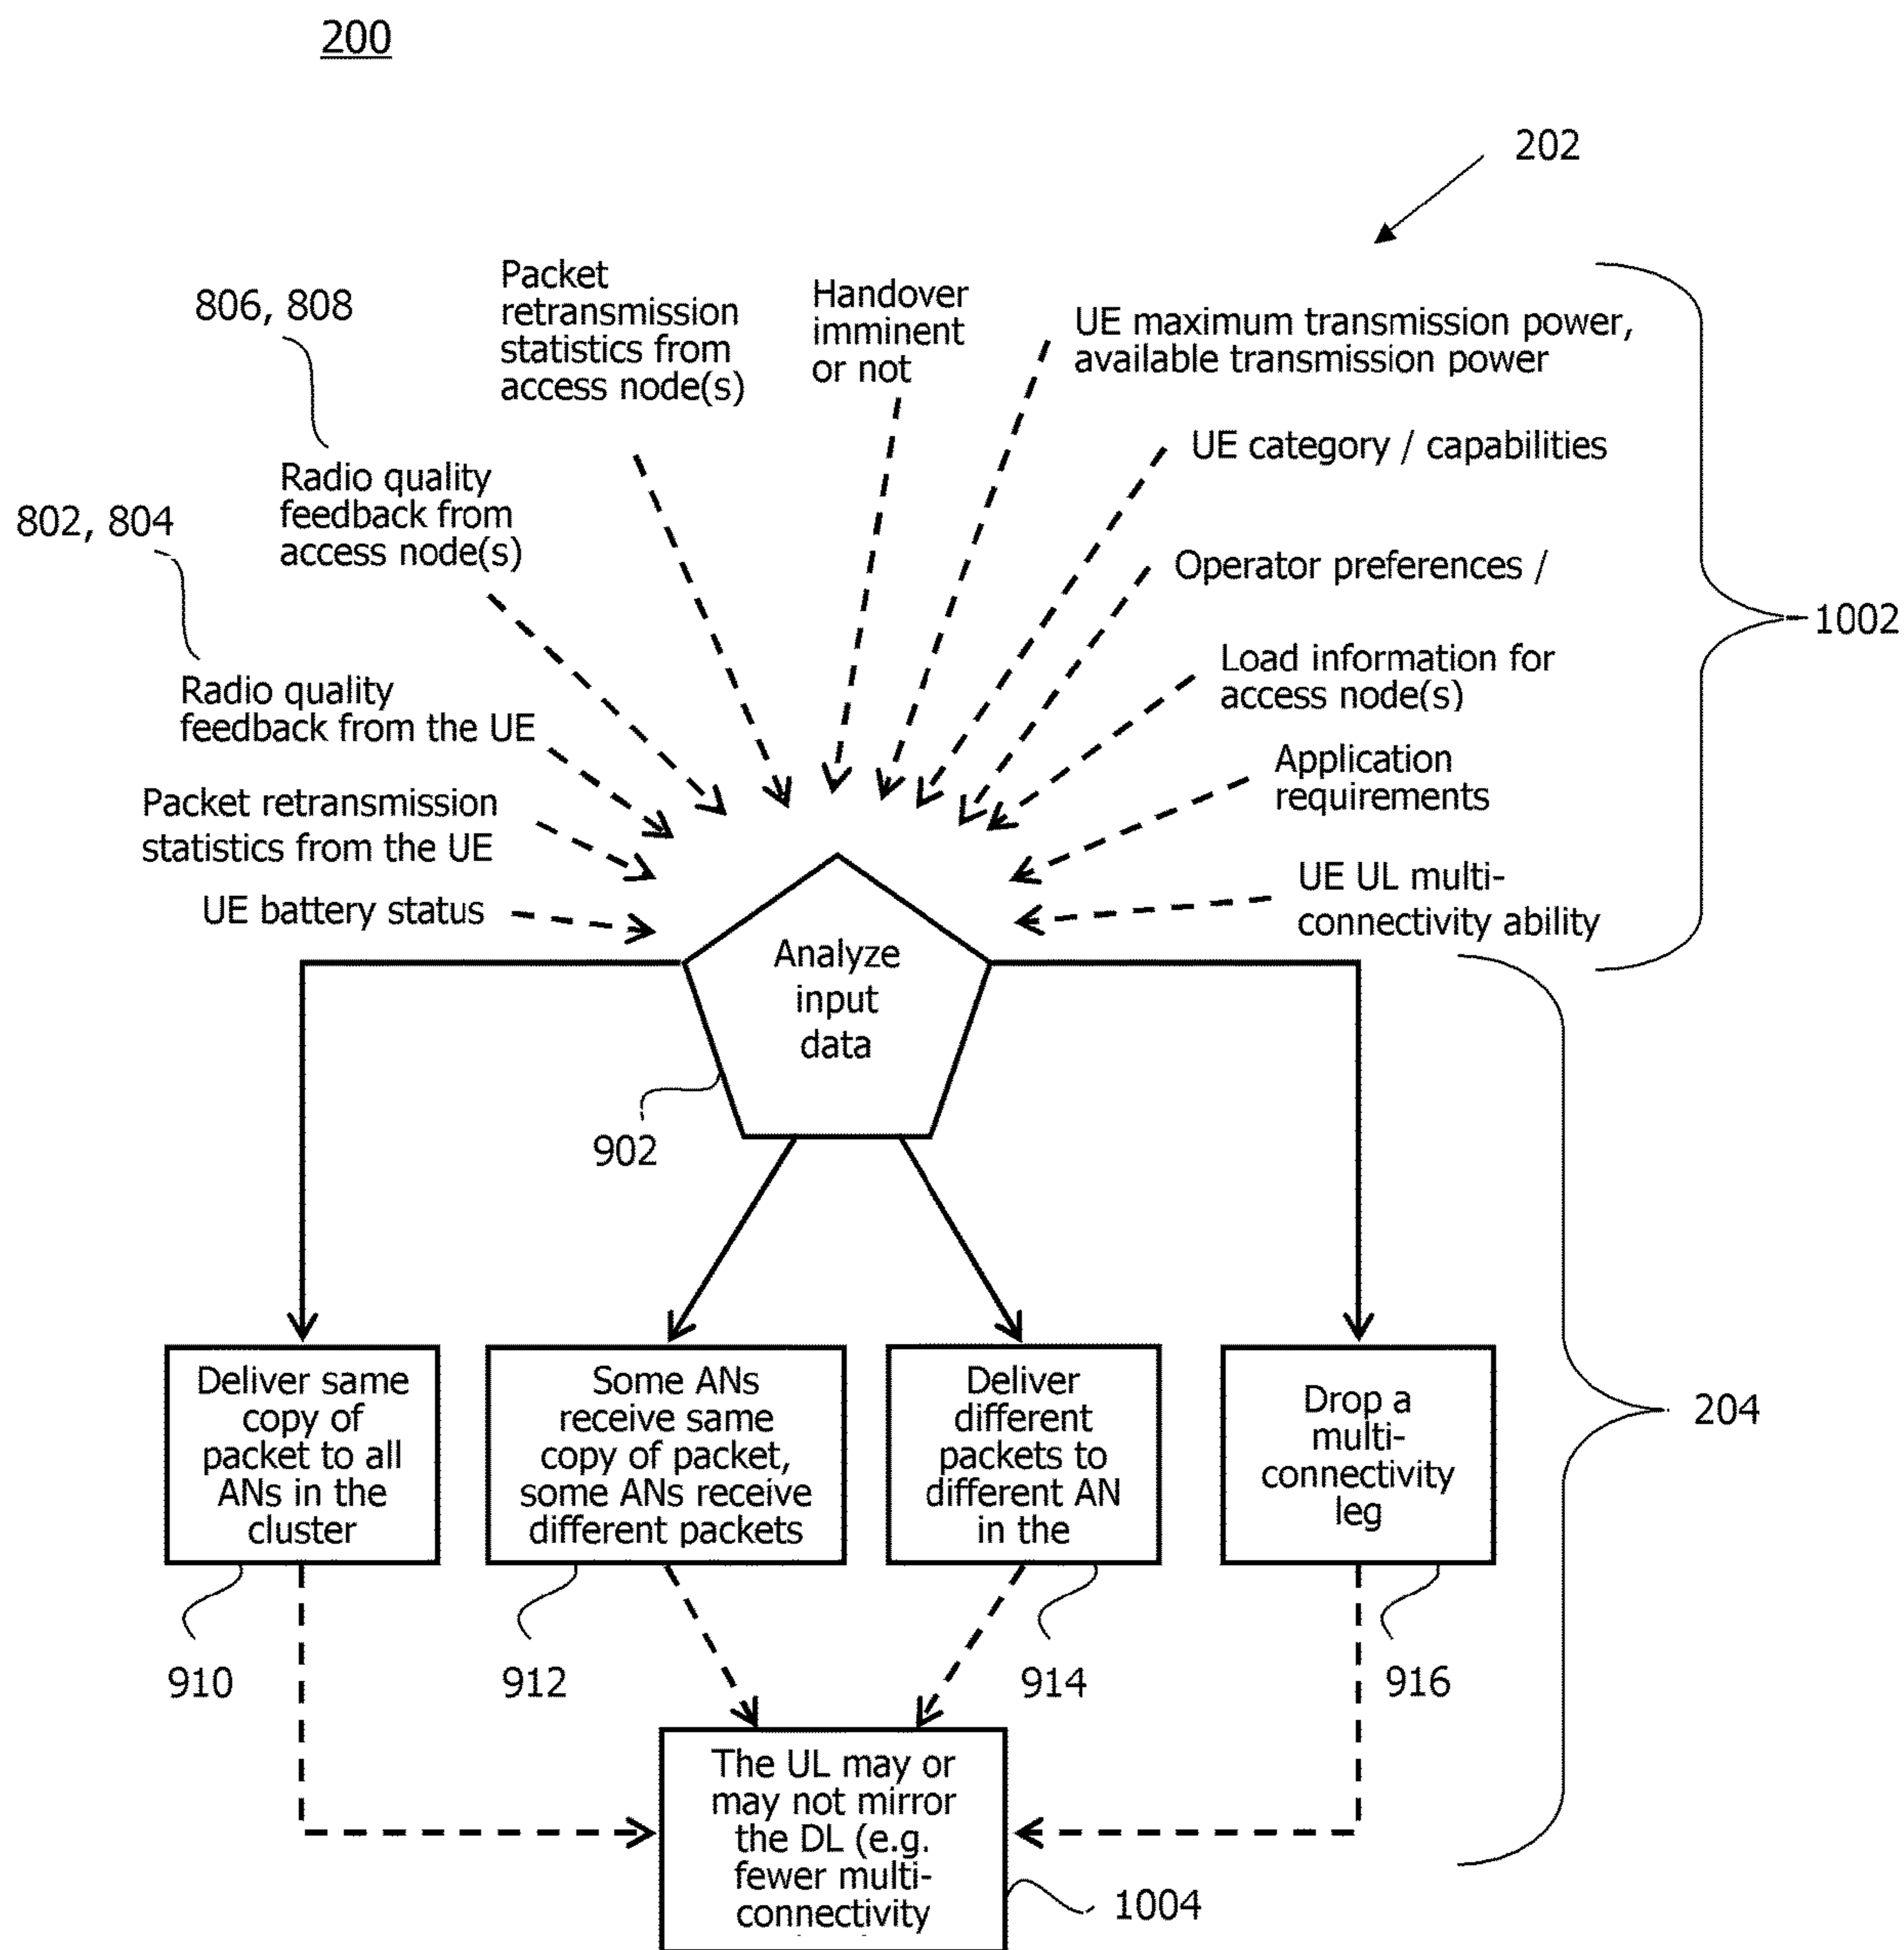 200
202
Packet
retransmission
statistics from
access node(s)
Handover
imminent
or not
UE maximum transmission power,
available transmission power
806, 808
UE category / capabilities
Radio quality
feedback from
access node(s)
802, 804
Operator preferences /
1002
Load information for
access node(s)
Radio quality
feedback from the UE
Application
requirements
Packet retransmission
statistics from the UE
UE UL multi-
connectivity ability
UE battery status
Analyze
input
data
902
204
Deliver same
copy of
packet to all
ANs in the
cluster
Some ANs
receive same
copy of packet,
some ANs receive
different packets
Deliver
different
packets to
different AN
in the
Drop a
multi-
connectivity
leg
910
912
914
916
The UL may or
may not mirror
the DL (e.g.
fewer multi-
connectivity
1004